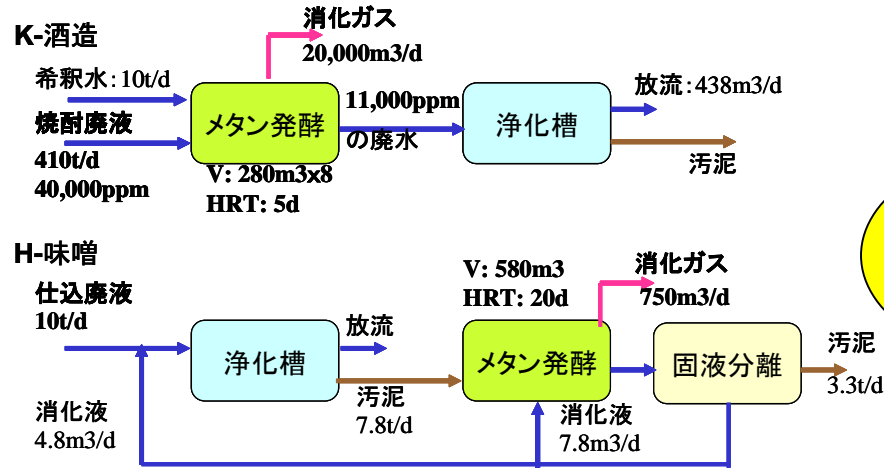 K-酒造
消化ガス
20,000m3/d
希釈水：10t/d
焼酎廃液
410t/d
40,000ppm
メタン発酵
V: 280m3x8
HRT: 5d
11,000ppm
の廃水
浄化槽
放流：438m3/d
汚泥
H-味噌
仕込廃液
10t/d
浄化槽
放流
汚泥
7.8t/d
V: 580m3
HRT: 20d
消化ガス
750m3/d
メタン発酵
固液分離
汚泥
3.3t/d
消化液
4.8m3/d
消化液
7.8m3/d